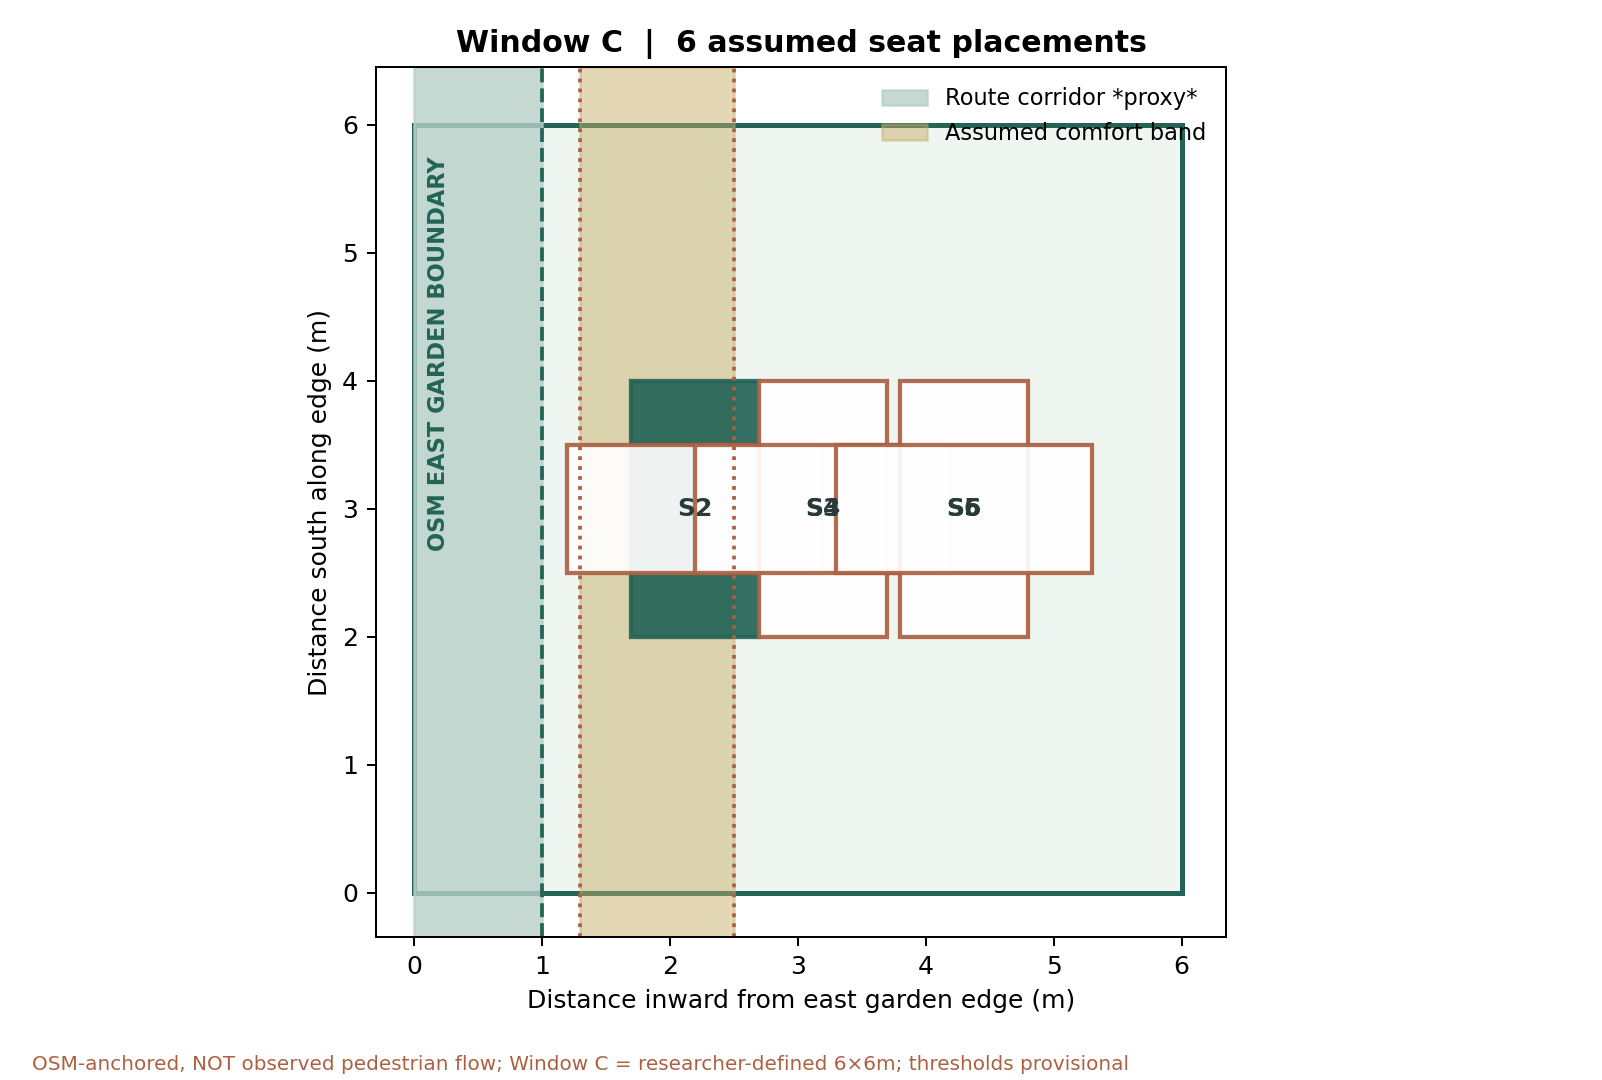 Window C | 6 assumed seat placements
Route corridor *proxy*
Assumed comfort band
OSM EAST GARDEN BOUNDARY
Distance south along edge (m)
6
5
4
3
2
1
0
S2
0 1 2 3 4 5 6
Distance inward from east garden edge (m)
OSM-anchored, NOT observed pedestrian flow; Window C = researcher-defined 6×6m; thresholds provisional